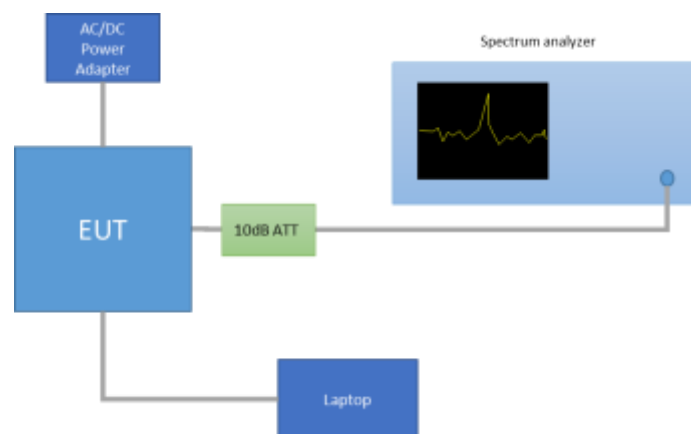 AC/DC
Power
Adapter
Spectrum analyzer
EUT
10dB ATT
Laptop